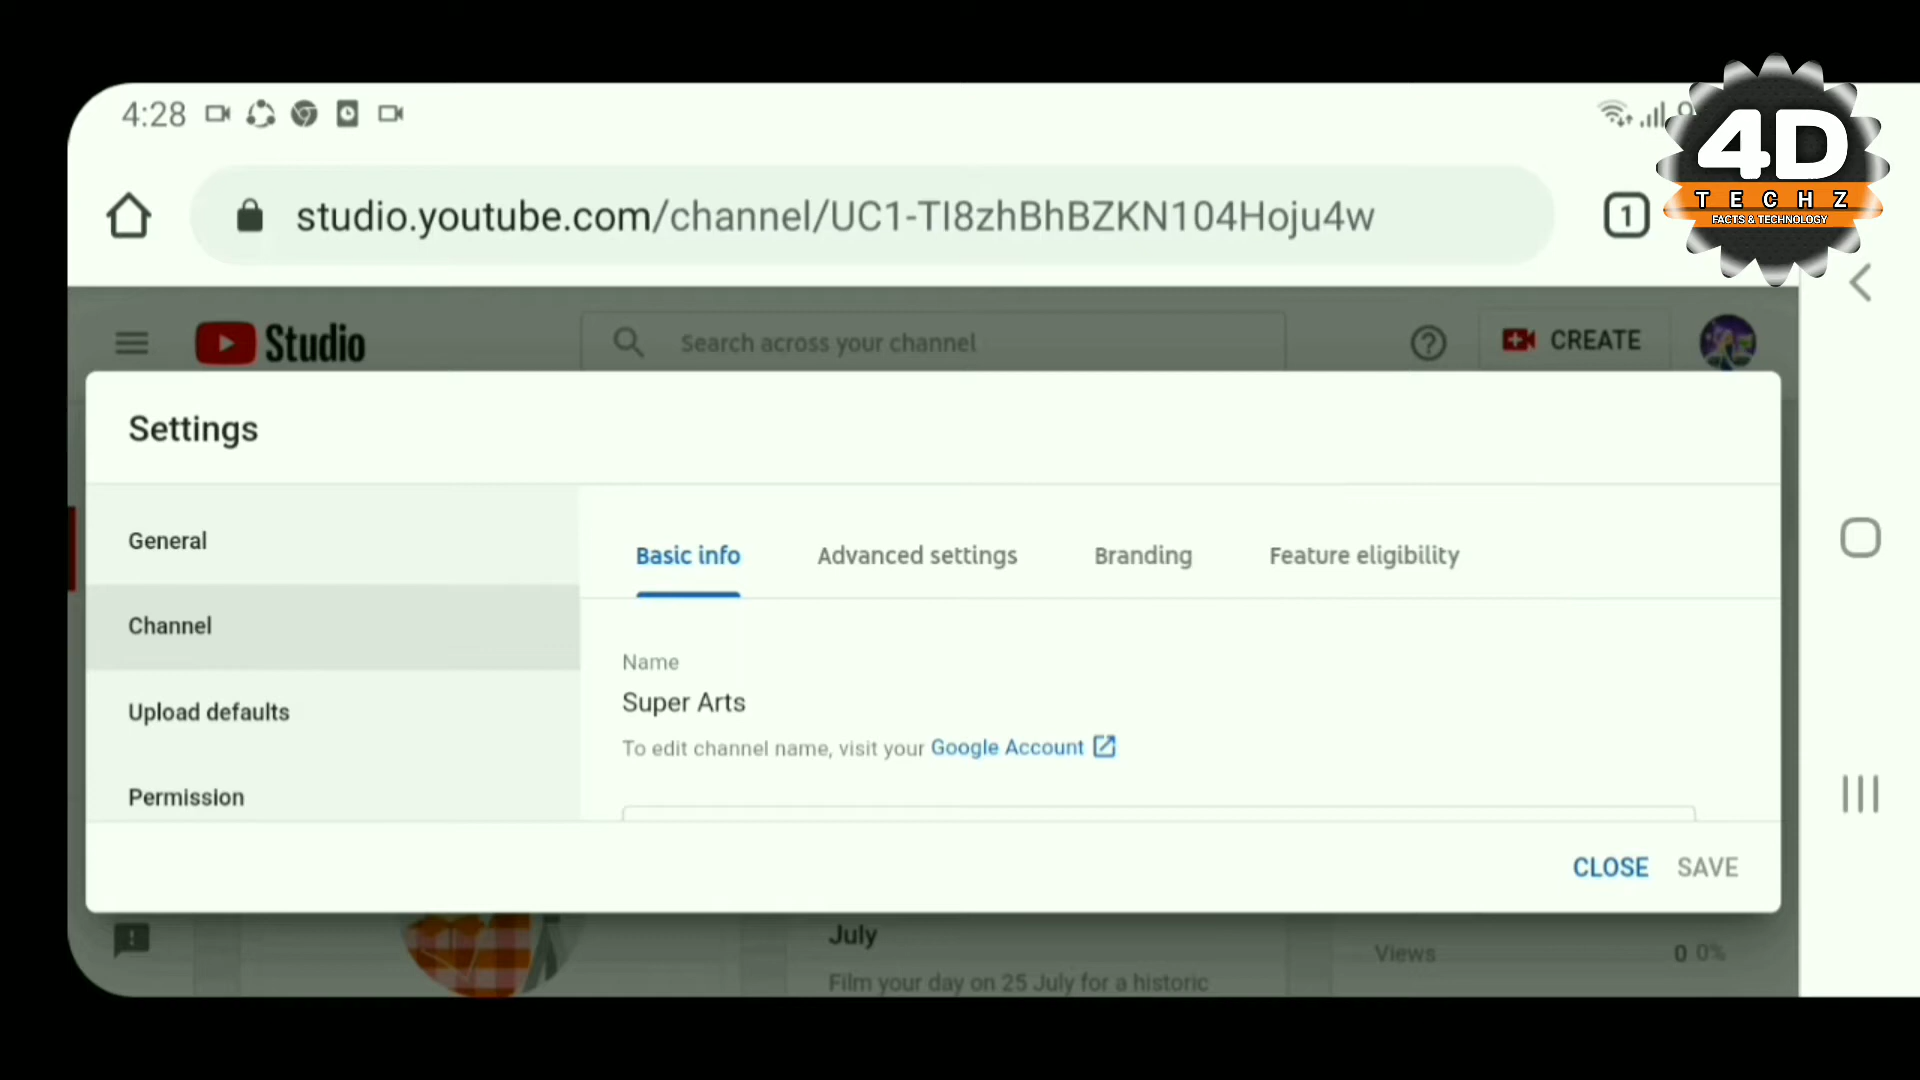 4:28
4D
TECHZ
FACTS & TECHNOLOGY
studio.youtube.com/channel/UC1-TI8zhBhBZKN104Hoju4w
1
Studio
Search across your channel
CREATE
Settings
General
Channel
Upload defaults
Permission
Basic info
Advanced settings
Branding
Feature eligibility
Name
Super Arts
To edit channel name, visit your Google Account
CLOSE
SAVE
July
Film your day on 25 July for a historic
Views
0 0%